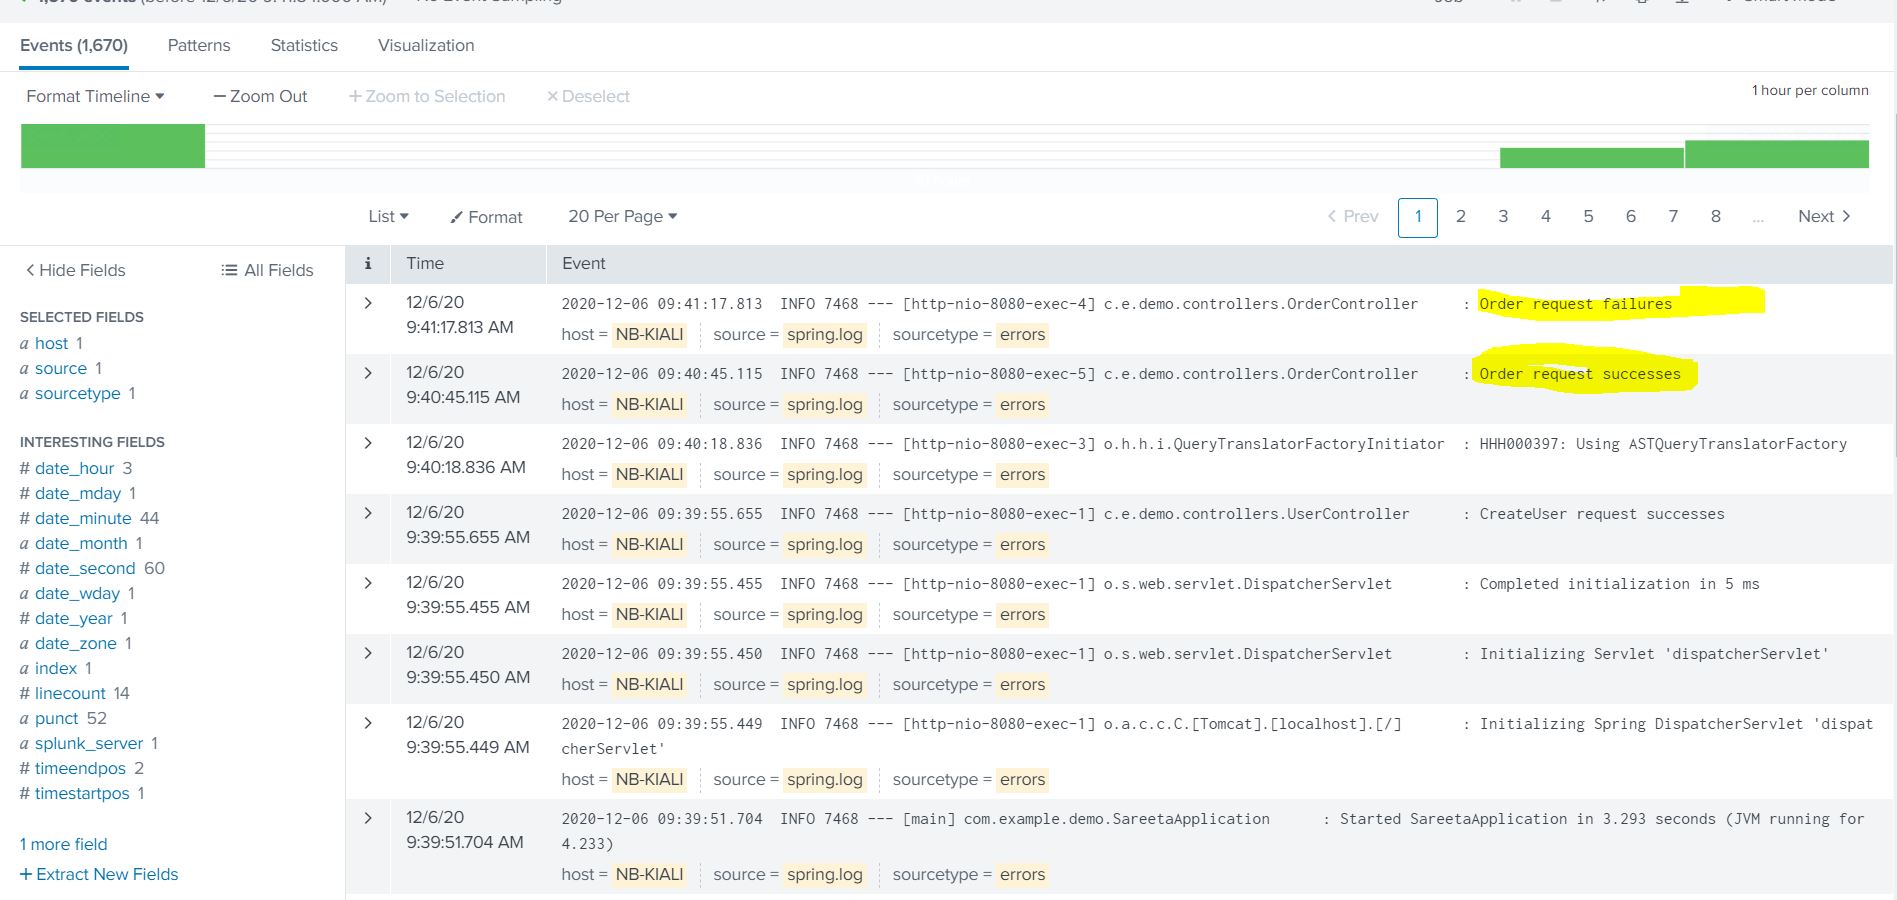 Events (1,670) Patterns Statistics Visualization
Format Timeline — Zoom Out + Zoom to Selection × Deselect
1 hour per column
List Format 20 Per Page < Prev 1 2 3 4 5 6 7 8 ... Next >
< Hide Fields All Fields
i Time Event
SELECTED FIELDS
a host 1
a source 1
a sourcetype 1
INTERESTING FIELDS
# date_hour 3
# date_mday 1
# date_minute 44
a date_month 1
# date_second 60
a date_wday 1
# date_year 1
a date_zone 1
a index 1
# linecount 14
a punct 52
a splunk_server 1
# timeendpos 2
# timestartpos 1
1 more field
+ Extract New Fields
12/6/20
9:41:17.813 AM
2020-12-06 09:41:17.813 INFO 7468 --- [http-nio-8080-exec-4] c.e.demo.controllers.OrderController : Order request failures
host = NB-KIALI source = spring.log sourcetype = errors
12/6/20
9:40:45.115 AM
2020-12-06 09:40:45.115 INFO 7468 --- [http-nio-8080-exec-5] c.e.demo.controllers.OrderController : Order request successes
host = NB-KIALI source = spring.log sourcetype = errors
12/6/20
9:40:18.836 AM
2020-12-06 09:40:18.836 INFO 7468 --- [http-nio-8080-exec-3] o.h.h.i.QueryTranslatorFactoryInitiator : HHH000397: Using ASTQueryTranslatorFactory
host = NB-KIALI source = spring.log sourcetype = errors
12/6/20
9:39:55.655 AM
2020-12-06 09:39:55.655 INFO 7468 --- [http-nio-8080-exec-1] c.e.demo.controllers.UserController : CreateUser request successes
host = NB-KIALI source = spring.log sourcetype = errors
12/6/20
9:39:55.455 AM
2020-12-06 09:39:55.455 INFO 7468 --- [http-nio-8080-exec-1] o.s.web.servlet.DispatcherServlet : Completed initialization in 5 ms
host = NB-KIALI source = spring.log sourcetype = errors
12/6/20
9:39:55.450 AM
2020-12-06 09:39:55.450 INFO 7468 --- [http-nio-8080-exec-1] o.s.web.servlet.DispatcherServlet : Initializing Servlet 'dispatcherServlet'
host = NB-KIALI source = spring.log sourcetype = errors
12/6/20
9:39:55.449 AM
2020-12-06 09:39:55.449 INFO 7468 --- [http-nio-8080-exec-1] o.a.c.c.C.[Tomcat].[localhost].[/] : Initializing Spring DispatcherServlet 'dispat
cherServlet'
host = NB-KIALI source = spring.log sourcetype = errors
12/6/20
9:39:51.704 AM
2020-12-06 09:39:51.704 INFO 7468 --- [main] com.example.demo.SareetaApplication : Started SareetaApplication in 3.293 seconds (JVM running for
4.233)
host = NB-KIALI source = spring.log sourcetype = errors